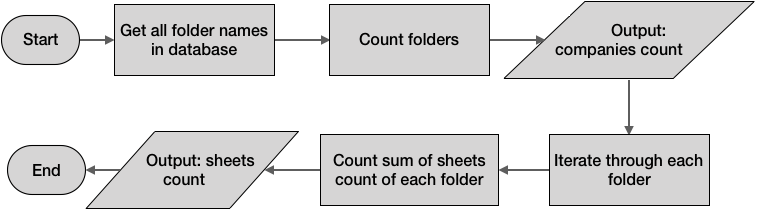 Start
Get all folder names
in database
Count folders
Output:
companies count
Iterate through each
folder
Count sum of sheets
count of each folder
Output: sheets
count
End